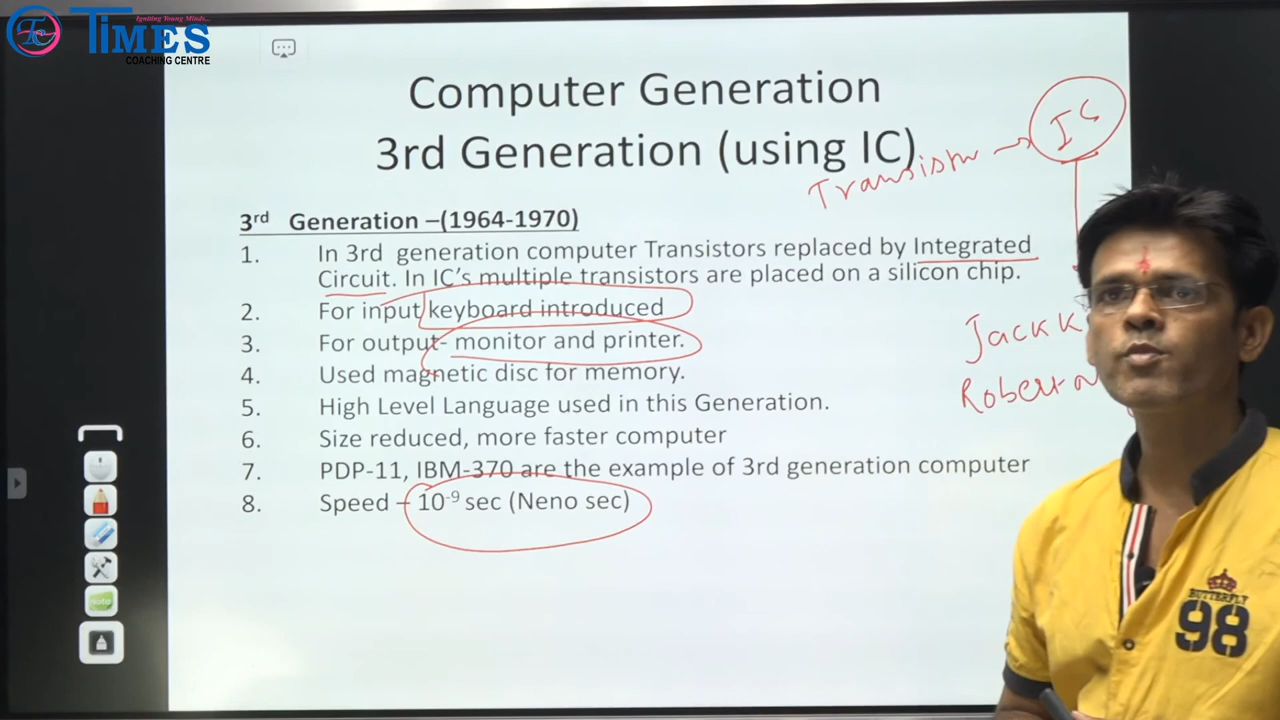 Igniting Young Minds...
TIMES
COACHING CENTRE
Computer Generation
3rd Generation (using IC)
Transistor → IC
3rd Generation –(1964-1970)
1. In 3rd generation computer Transistors replaced by Integrated
Circuit. In IC's multiple transistors are placed on a silicon chip.
2. For input keyboard introduced
3. For output- monitor and printer.
4. Used magnetic disc for memory.
5. High Level Language used in this Generation.
6. Size reduced, more faster computer
7. PDP-11, IBM-370 are the example of 3rd generation computer
8. Speed – 10⁻⁹ sec (Neno sec)
Jack K
Robert
BUTTERFLY
98